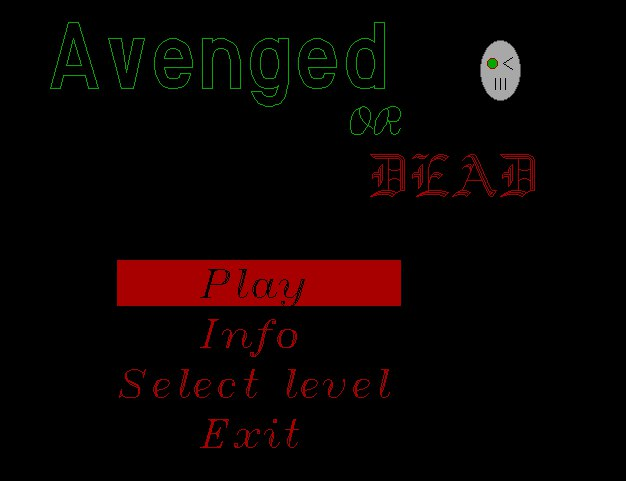 Avenged
OR
DEAD
Play
Info
Select level
Exit